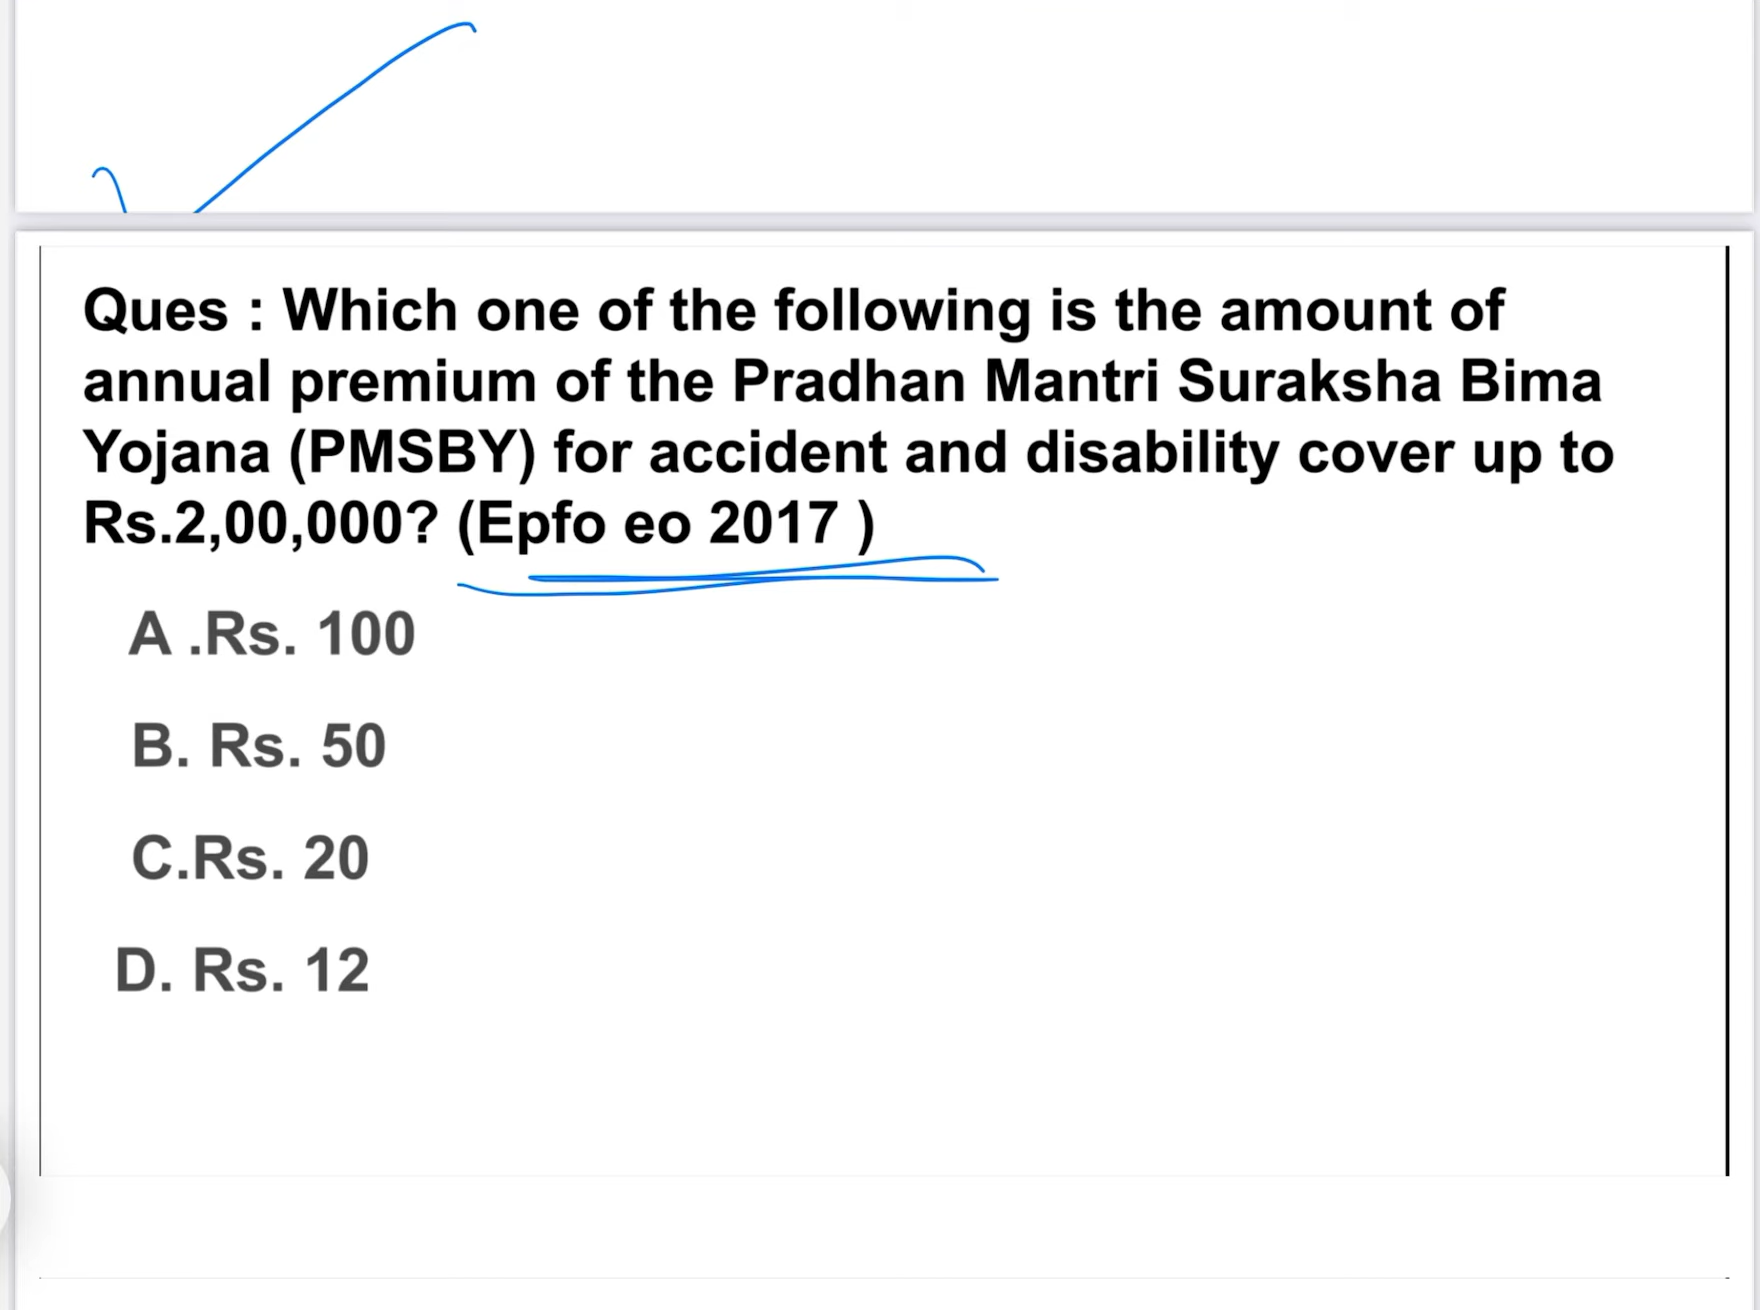 Ques : Which one of the following is the amount of
annual premium of the Pradhan Mantri Suraksha Bima
Yojana (PMSBY) for accident and disability cover up to
Rs.2,00,000? (Epfo eo 2017 )
A .Rs. 100
B. Rs. 50
C.Rs. 20
D. Rs. 12